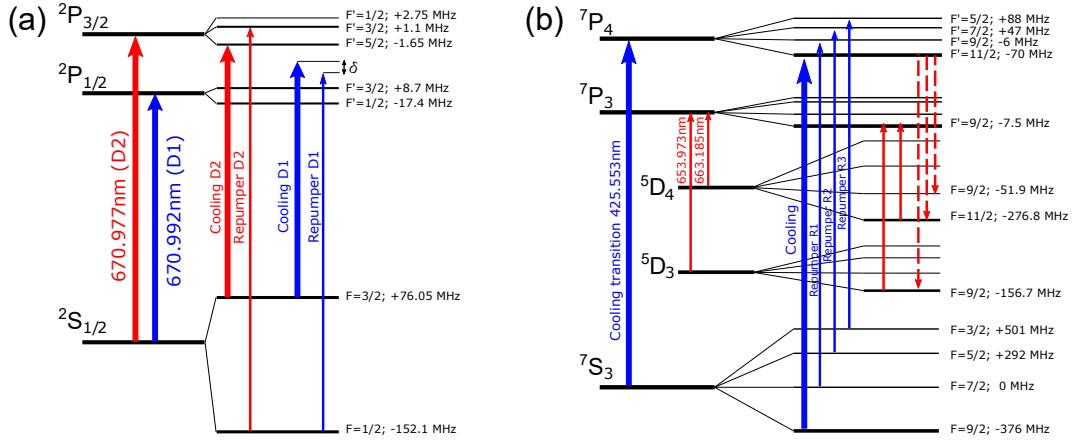 (a)
²P₃/₂
F'=1/2; +2.75 MHz
F'=3/2; +1.1 MHz
F'=5/2; -1.65 MHz
δ
²P₁/₂
F'=3/2; +8.7 MHz
F'=1/2; -17.4 MHz
670.977nm (D2)
670.992nm (D1)
Cooling D2
Repumper D2
Cooling D1
Repumper D1
F=3/2; +76.05 MHz
²S₁/₂
F=1/2; -152.1 MHz
(b)
⁷P₄
F'=5/2; +88 MHz
F'=7/2; +47 MHz
F'=9/2; -6 MHz
F'=11/2; -70 MHz
⁷P₃
F'=9/2; -7.5 MHz
653.973nm
663.185nm
⁵D₄
F=9/2; -51.9 MHz
F=11/2; -276.8 MHz
⁵D₃
F=9/2; -156.7 MHz
Cooling transition 425.553nm
Cooling
Repumper R1
Repumper R2
Repumper R3
F=3/2; +501 MHz
F=5/2; +292 MHz
⁷S₃
F=7/2; 0 MHz
F=9/2; -376 MHz